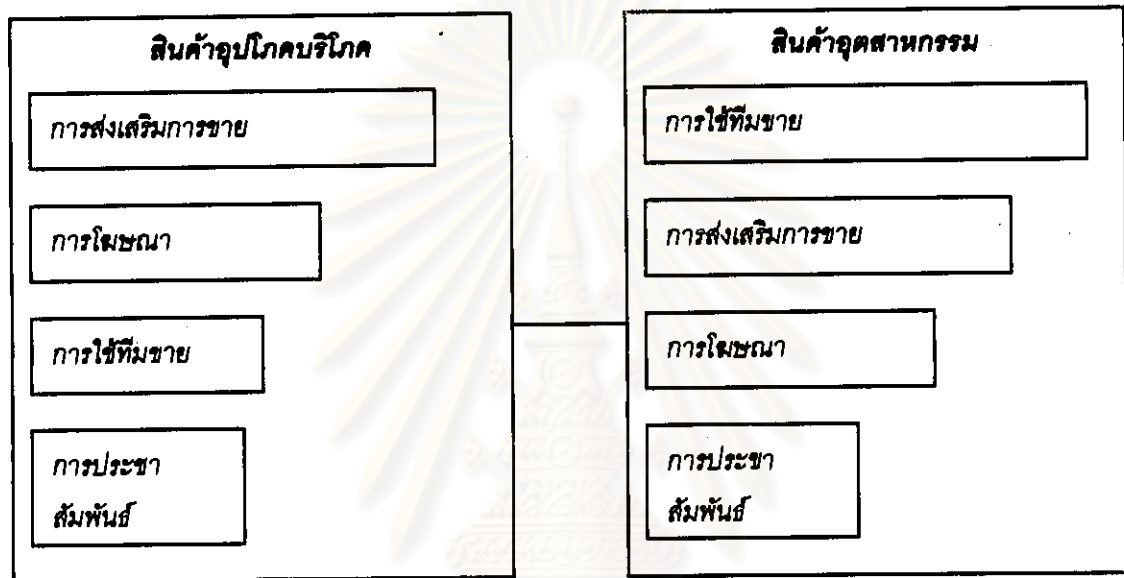 สินค้าอุปโภคบริโภค
การส่งเสริมการขาย
การโฆษณา
การใช้ทีมขาย
การประชา
สัมพันธ์
สินค้าอุตสาหกรรม
การใช้ทีมขาย
การส่งเสริมการขาย
การโฆษณา
การประชา
สัมพันธ์